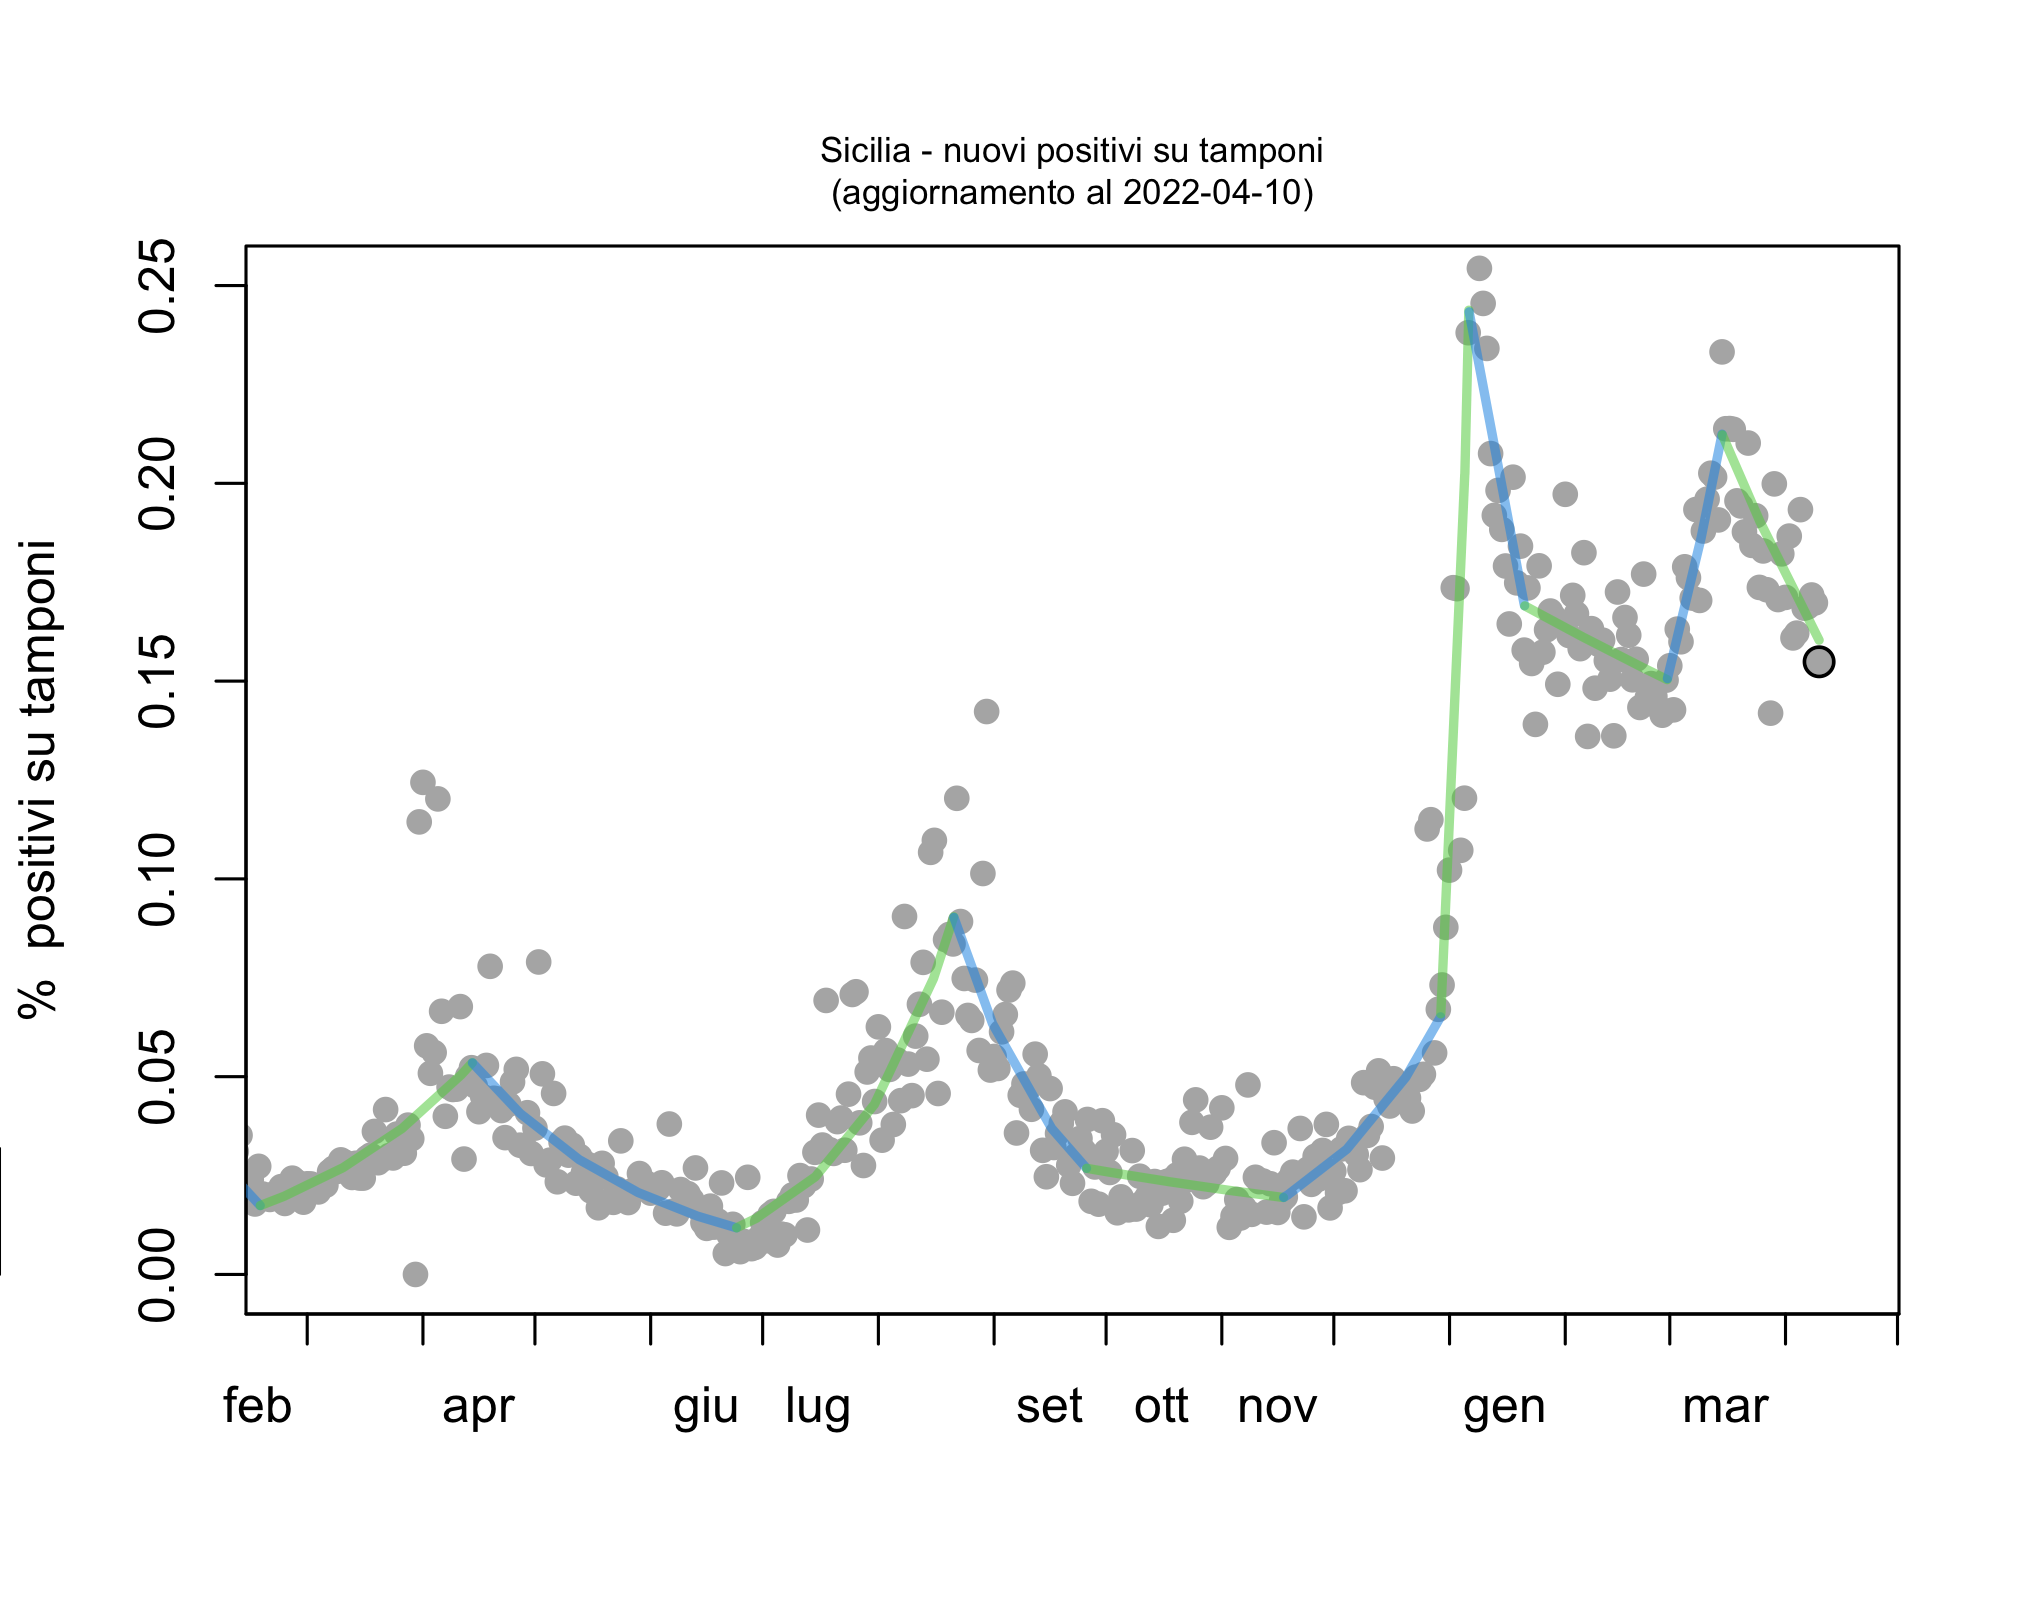 Sicilia - nuovi positivi su tamponi
(aggiornamento al 2022-04-10)
% positivi su tamponi
0.25
0.20
0.15
0.10
0.05
0.00
feb apr giu lug set ott nov gen mar